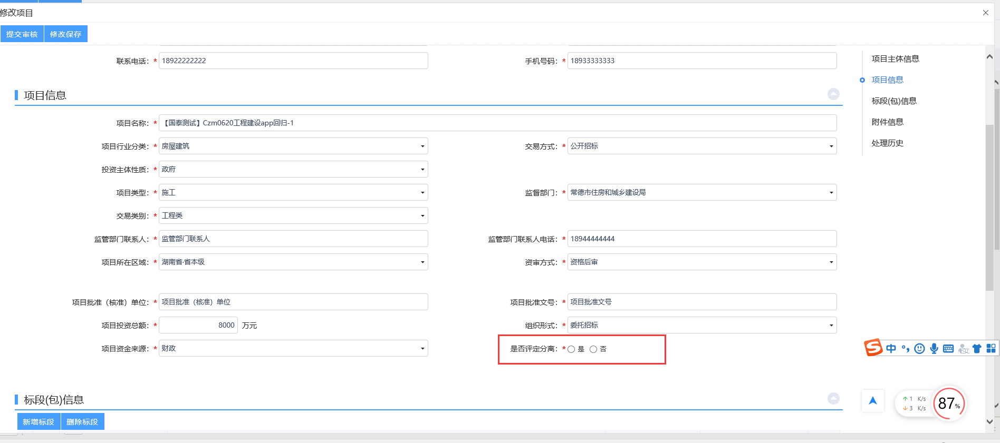 修改项目
提交审核 修改保存
联系电话：* 18922222222 手机号码：* 18933333333
项目主体信息
项目信息
标段(包)信息
附件信息
处理历史
项目信息
项目名称：* 【国泰测试】Czm0620工程建设app回归-1
项目行业分类：* 房屋建筑 交易方式：* 公开招标
投资主体性质：* 政府
项目类型：* 施工 监督部门：* 常德市住房和城乡建设局
交易类别：* 工程类
监管部门联系人：* 监管部门联系人 监管部门联系人电话：* 18944444444
项目所在区域：* 湖南省·省本级 资审方式：* 资格后审
项目批准（核准）单位：* 项目批准（核准）单位 项目批准文号：* 项目批准文号
项目投资总额：* 8000 万元 组织形式：* 委托招标
项目资金来源：* 财政 是否评定分离：* 是 否
S 中
标段(包)信息
1 K/s
3 K/s
87%
新增标段 删除标段